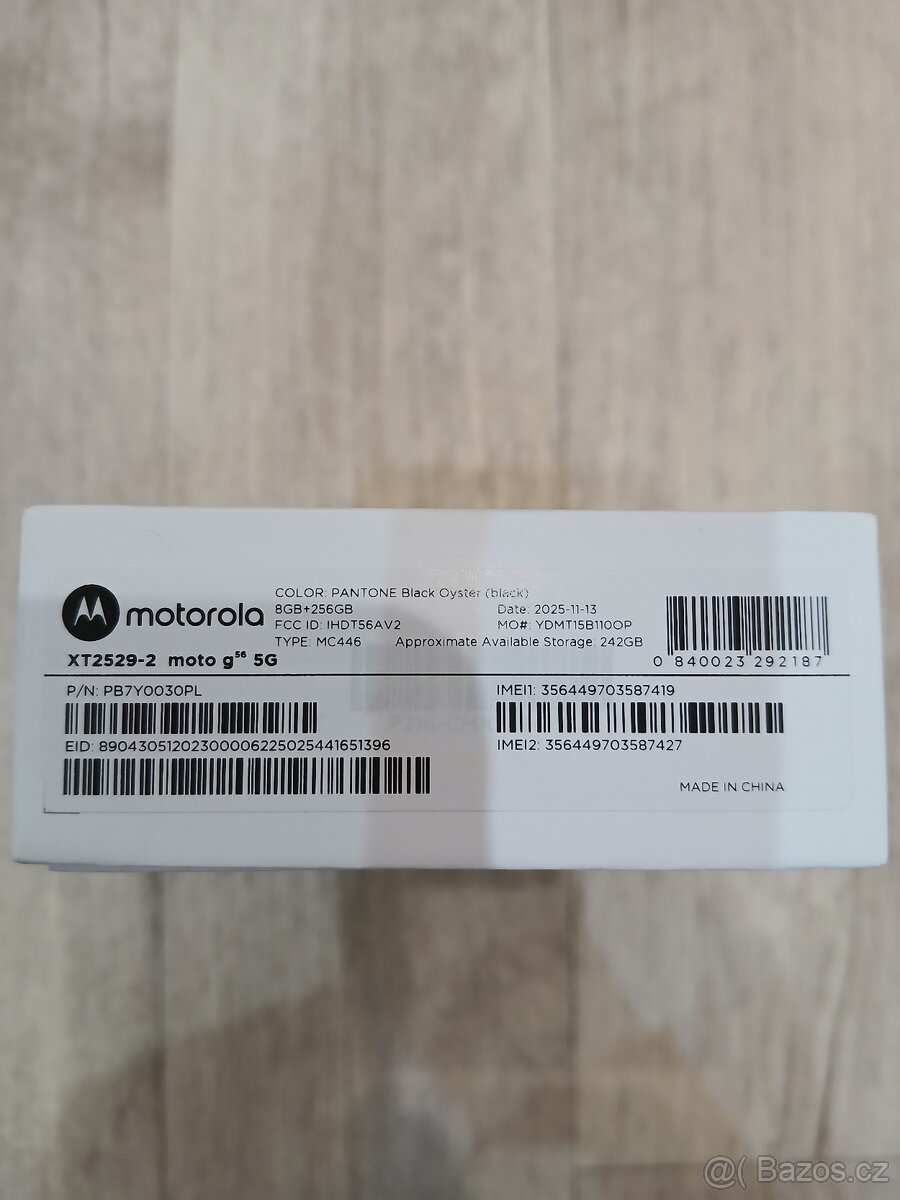 motorola
COLOR: PANTONE Black Oyster (black)
8GB+256GB
FCC ID: IHDT56AV2
TYPE: MC446
Date: 2025-11-13
MO#: YDMT15B110OP
Approximate Available Storage: 242GB
XT2529-2 moto g56 5G
0 840023 292187
P/N: PB7Y0030PL
IMEI1: 356449703587419
EID: 89043051202300006225025441651396
IMEI2: 356449703587427
MADE IN CHINA
@( Bazos.cz